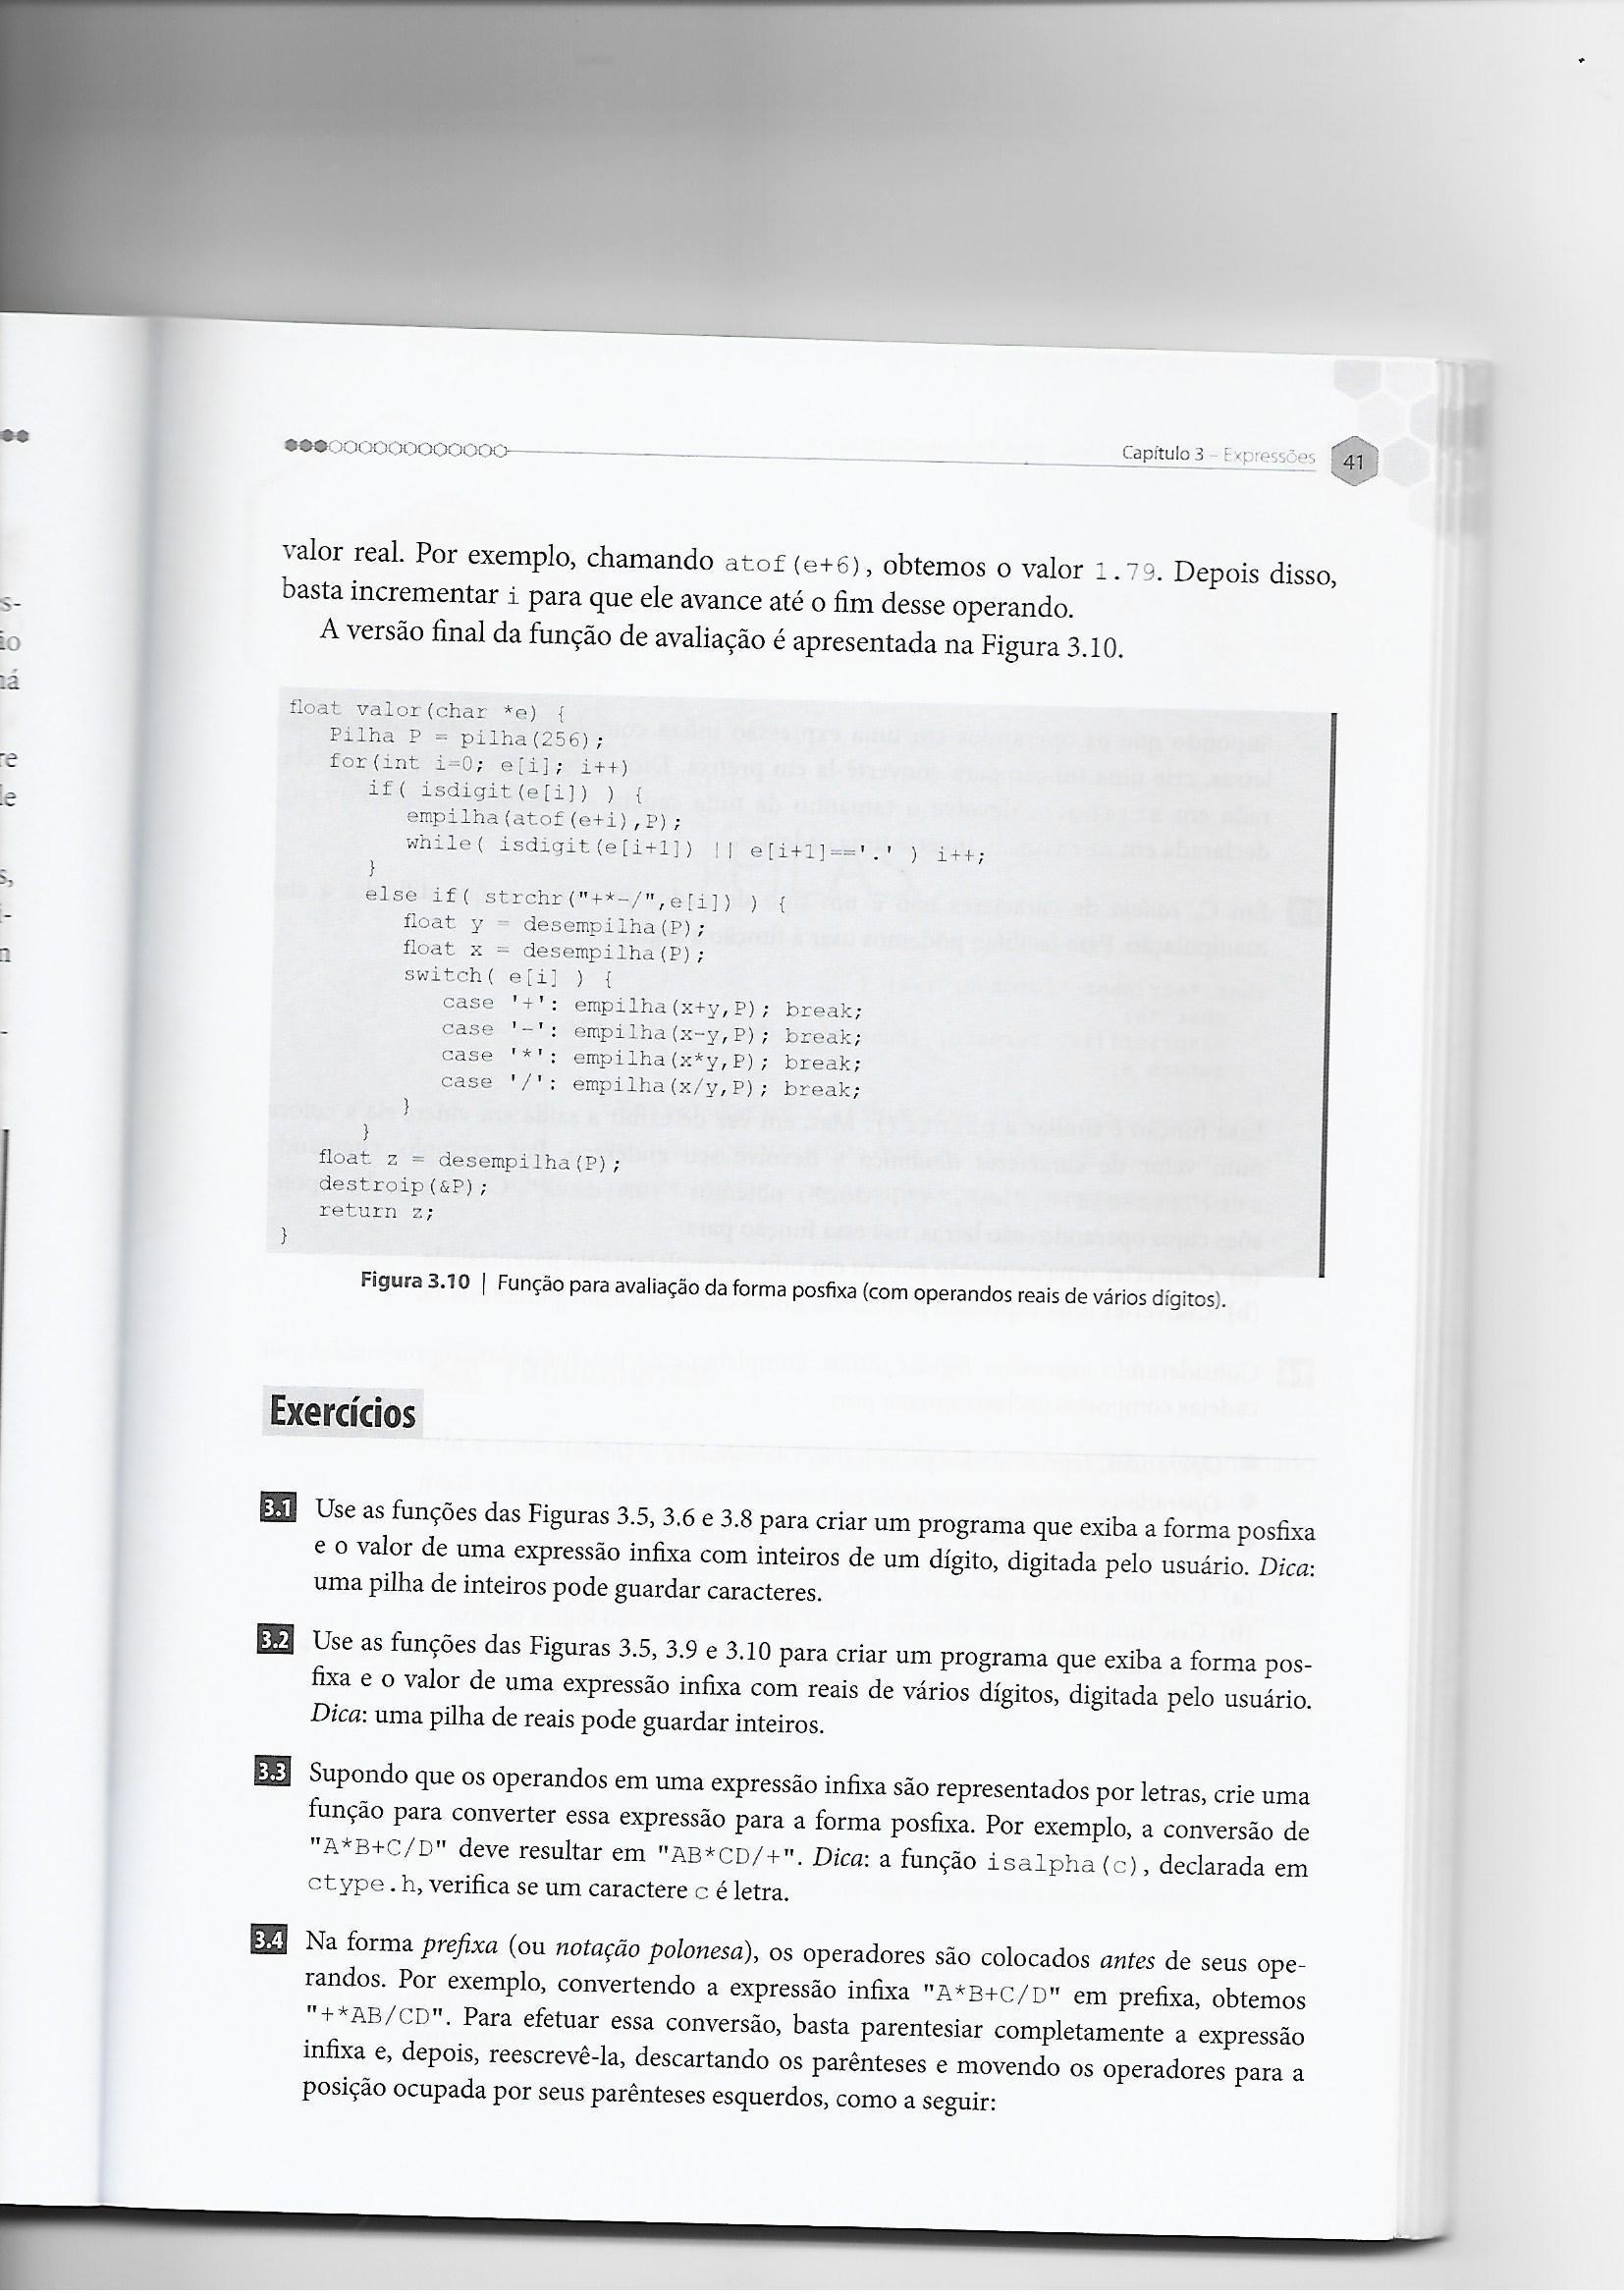 Capítulo 3 – Expressões 41
valor real. Por exemplo, chamando atof(e+6), obtemos o valor 1.79. Depois disso,
basta incrementar i para que ele avance até o fim desse operando.
A versão final da função de avaliação é apresentada na Figura 3.10.
float valor(char *e) {
Pilha P = pilha(256);
for(int i=0; e[i]; i++)
if( isdigit(e[i]) ) {
empilha(atof(e+i),P);
while( isdigit(e[i+1]) || e[i+1]=='.' ) i++;
}
else if( strchr("+*-/",e[i]) ) {
float y = desempilha(P);
float x = desempilha(P);
switch( e[i] ) {
case '+': empilha(x+y,P); break;
case '-': empilha(x-y,P); break;
case '*': empilha(x*y,P); break;
case '/': empilha(x/y,P); break;
}
}
float z = desempilha(P);
destroip(&P);
return z;
}
Figura 3.10 | Função para avaliação da forma posfixa (com operandos reais de vários dígitos).
Exercícios
3.1 Use as funções das Figuras 3.5, 3.6 e 3.8 para criar um programa que exiba a forma posfixa
e o valor de uma expressão infixa com inteiros de um dígito, digitada pelo usuário. Dica:
uma pilha de inteiros pode guardar caracteres.
3.2 Use as funções das Figuras 3.5, 3.9 e 3.10 para criar um programa que exiba a forma pos-
fixa e o valor de uma expressão infixa com reais de vários dígitos, digitada pelo usuário.
Dica: uma pilha de reais pode guardar inteiros.
3.3 Supondo que os operandos em uma expressão infixa são representados por letras, crie uma
função para converter essa expressão para a forma posfixa. Por exemplo, a conversão de
"A*B+C/D" deve resultar em "AB*CD/+". Dica: a função isalpha(c), declarada em
ctype.h, verifica se um caractere c é letra.
3.4 Na forma prefixa (ou notação polonesa), os operadores são colocados antes de seus ope-
randos. Por exemplo, convertendo a expressão infixa "A*B+C/D" em prefixa, obtemos
"+*AB/CD". Para efetuar essa conversão, basta parentesiar completamente a expressão
infixa e, depois, reescrevê-la, descartando os parênteses e movendo os operadores para a
posição ocupada por seus parênteses esquerdos, como a seguir: